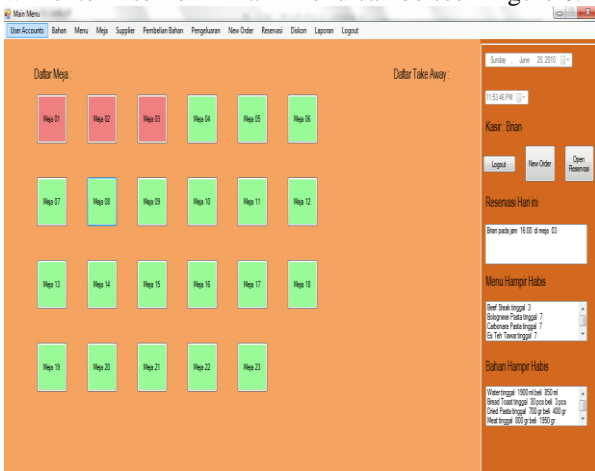 Main Menu
User Accounts Bahan Menu Meja Supplier Pembelian Bahan Pengeluaran New Order Reservasi Diskon Laporan Logout
Daftar Meja :
Daftar Take Away :
Meja 01 Meja 02 Meja 03 Meja 04 Meja 05 Meja 06
Meja 07 Meja 08 Meja 09 Meja 10 Meja 11 Meja 12
Meja 13 Meja 14 Meja 15 Meja 16 Meja 17 Meja 18
Meja 19 Meja 20 Meja 21 Meja 22 Meja 23
Sunday , June 20, 2010
11:53:46 PM
Kasir : Brian
Logout New Order Open Reservasi
Reservasi Hari ini
Brian pada jam 16:00 di meja 03
Menu Hampir Habis
Beef Steak tinggal 3
Bolognese Pasta tinggal 7
Carbonara Pasta tinggal 7
Es Teh Tawar tinggal 7
Bahan Hampir Habis
Water tinggal 1900 ml beli 850 ml
Bread Toast tinggal 30 pcs beli 3 pcs
Dried Pasta tinggal 700 gr beli 400 gr
Meat tinggal 800 gr beli 1950 gr